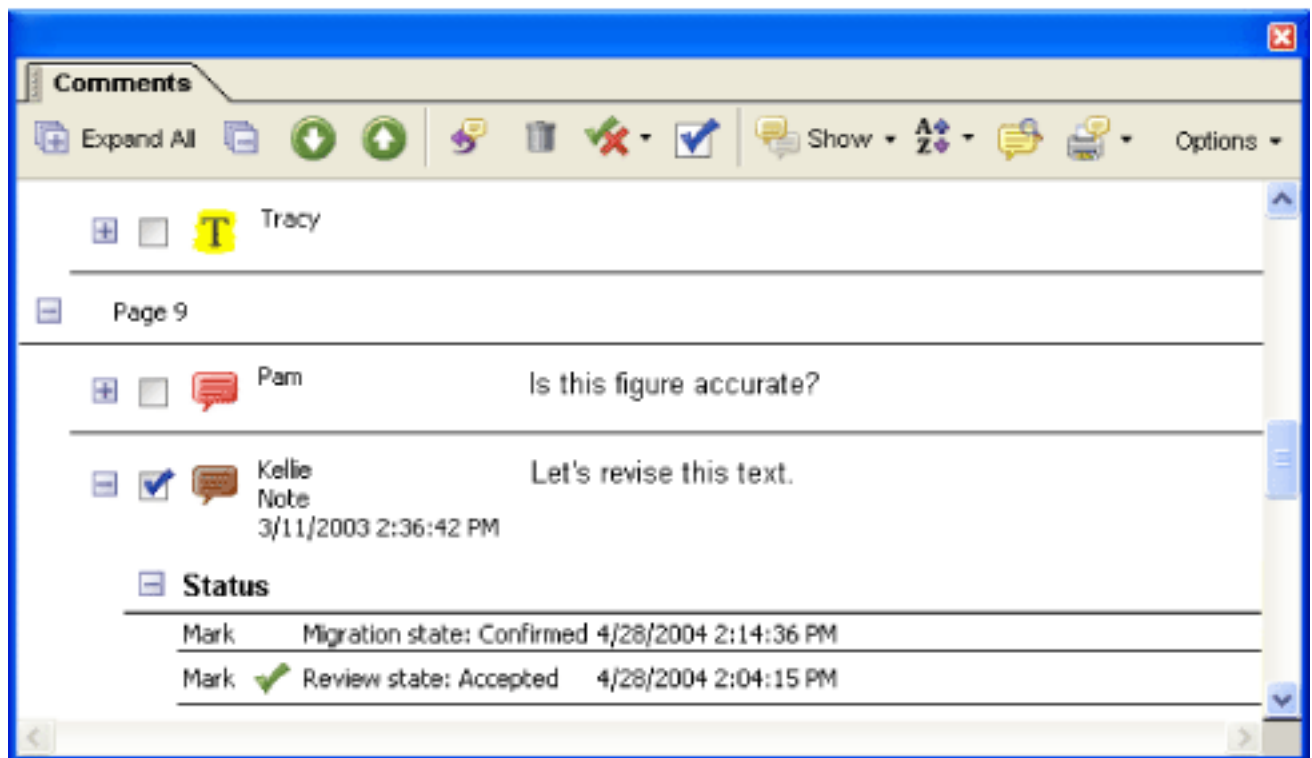 Comments
Expand All Show A Z Options
T Tracy
Page 9
Pam Is this figure accurate?
Kellie Let's revise this text.
Note
3/11/2003 2:36:42 PM
Status
Mark Migration state: Confirmed 4/28/2004 2:14:36 PM
Mark Review state: Accepted 4/28/2004 2:04:15 PM